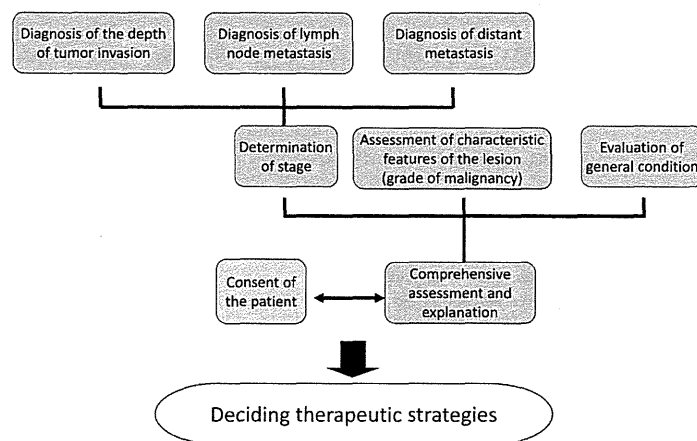 Diagnosis of the depth
of tumor invasion
Diagnosis of lymph
node metastasis
Diagnosis of distant
metastasis
Determination
of stage
Assessment of characteristic
features of the lesion
(grade of malignancy)
Evaluation of
general condition
Consent of
the patient
Comprehensive
assessment and
explanation
Deciding therapeutic strategies